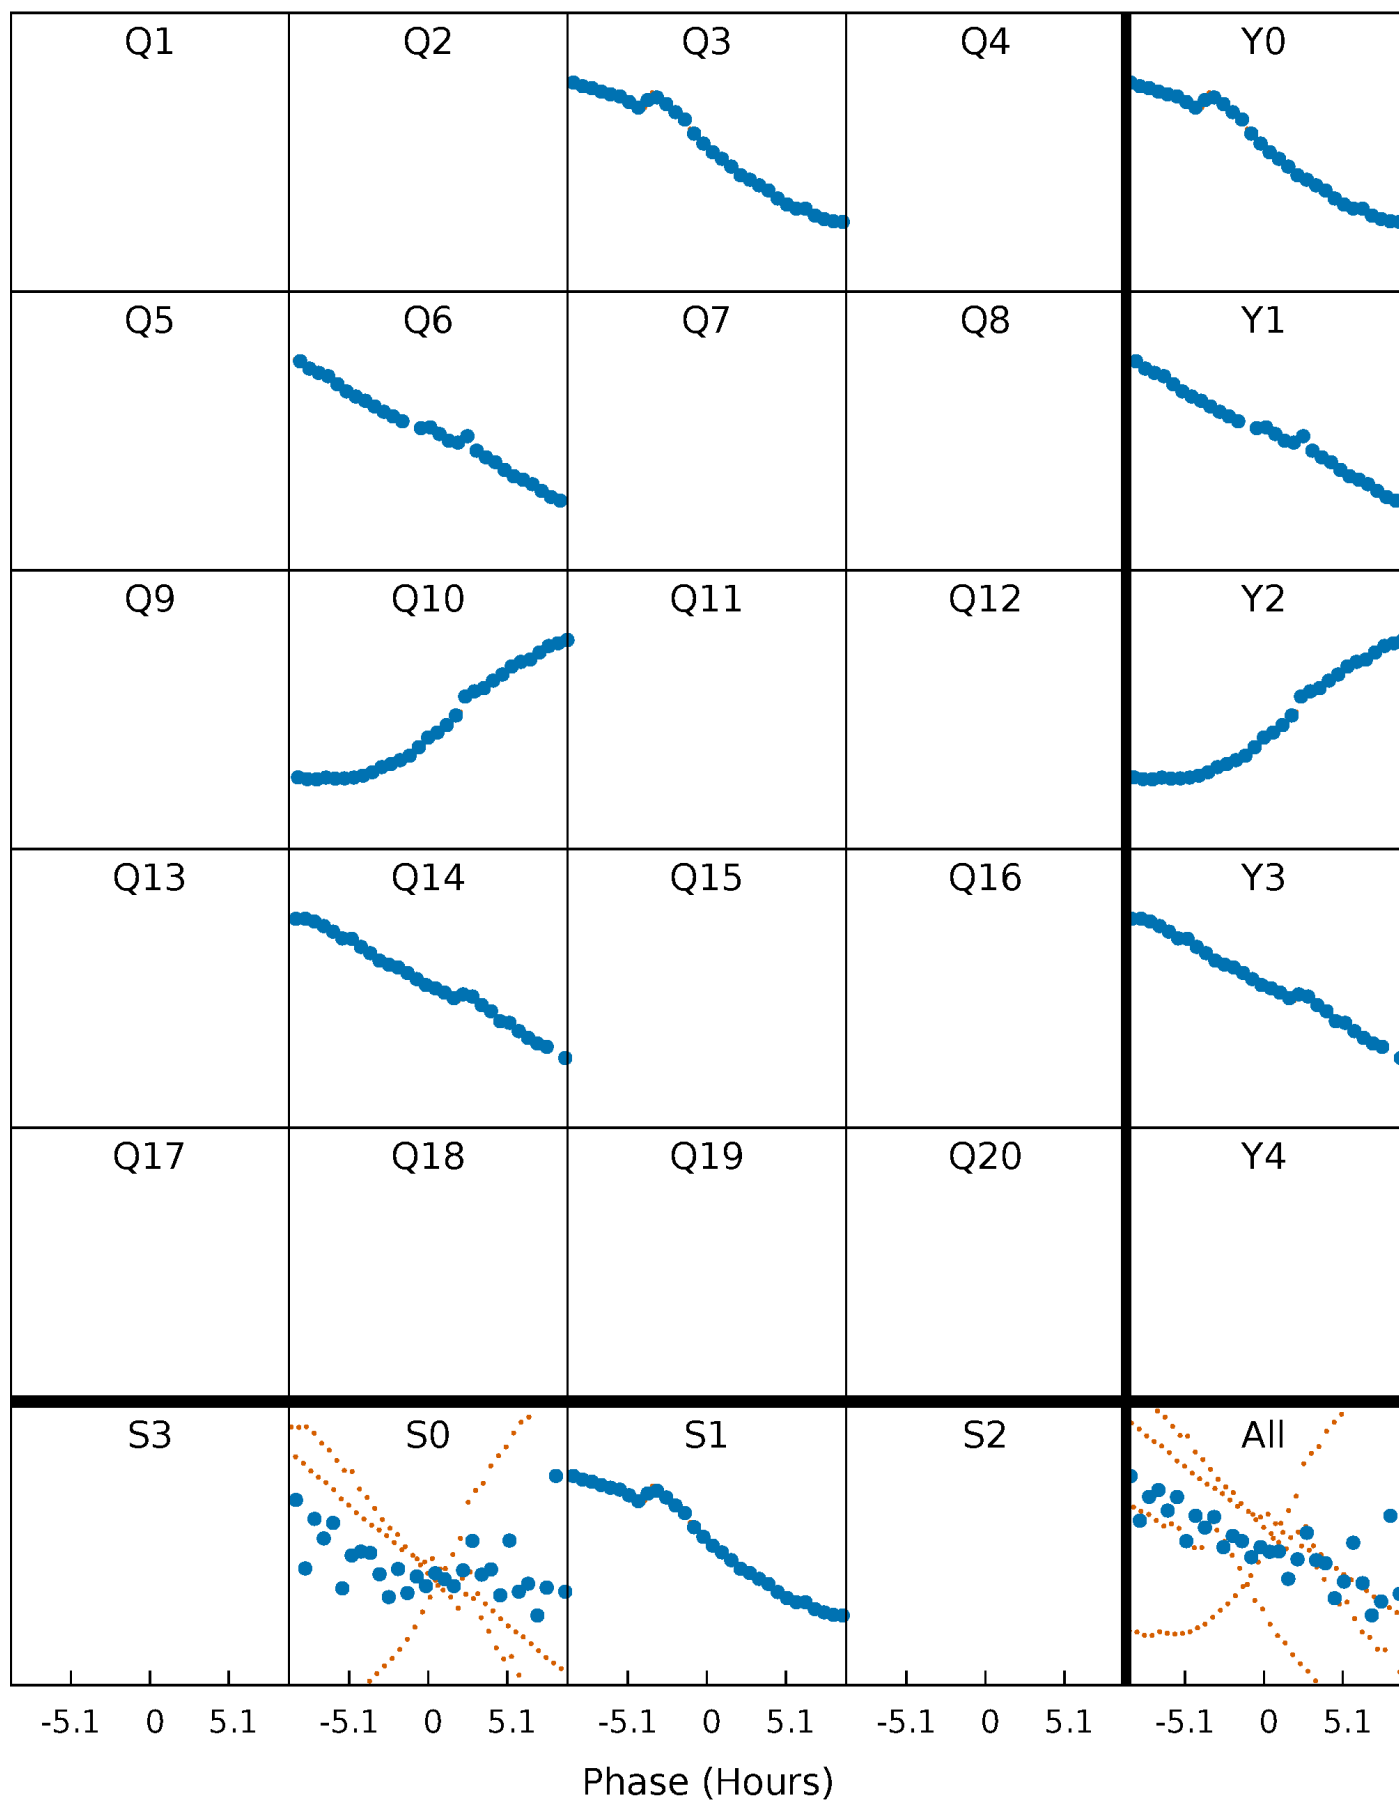 Q1 Q2 Q3 Q4 Y0
Q5 Q6 Q7 Q8 Y1
Q9 Q10 Q11 Q12 Y2
Q13 Q14 Q15 Q16 Y3
Q17 Q18 Q19 Q20 Y4
S3 S0 S1 S2 All
-5.1 0 5.1 -5.1 0 5.1 -5.1 0 5.1 -5.1 0 5.1 -5.1 0 5.1
Phase (Hours)